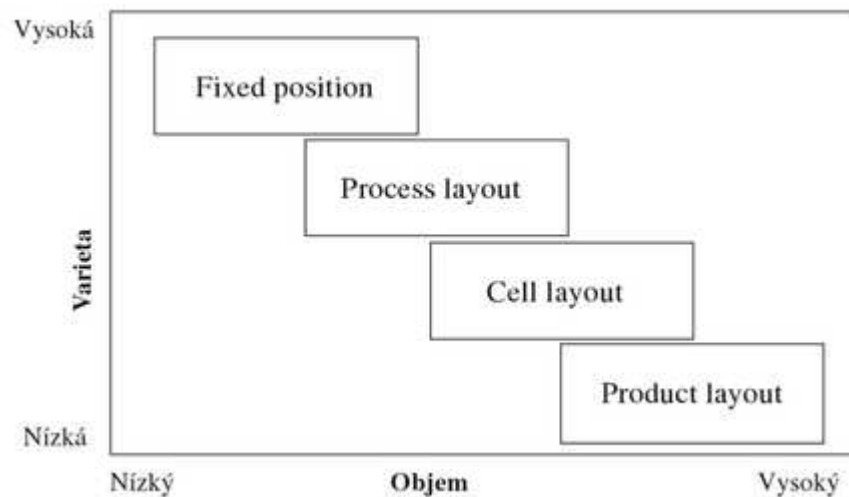 Vysoká
Fixed position
Process layout
Varieta
Cell layout
Product layout
Nízká
Nízký Objem Vysoký